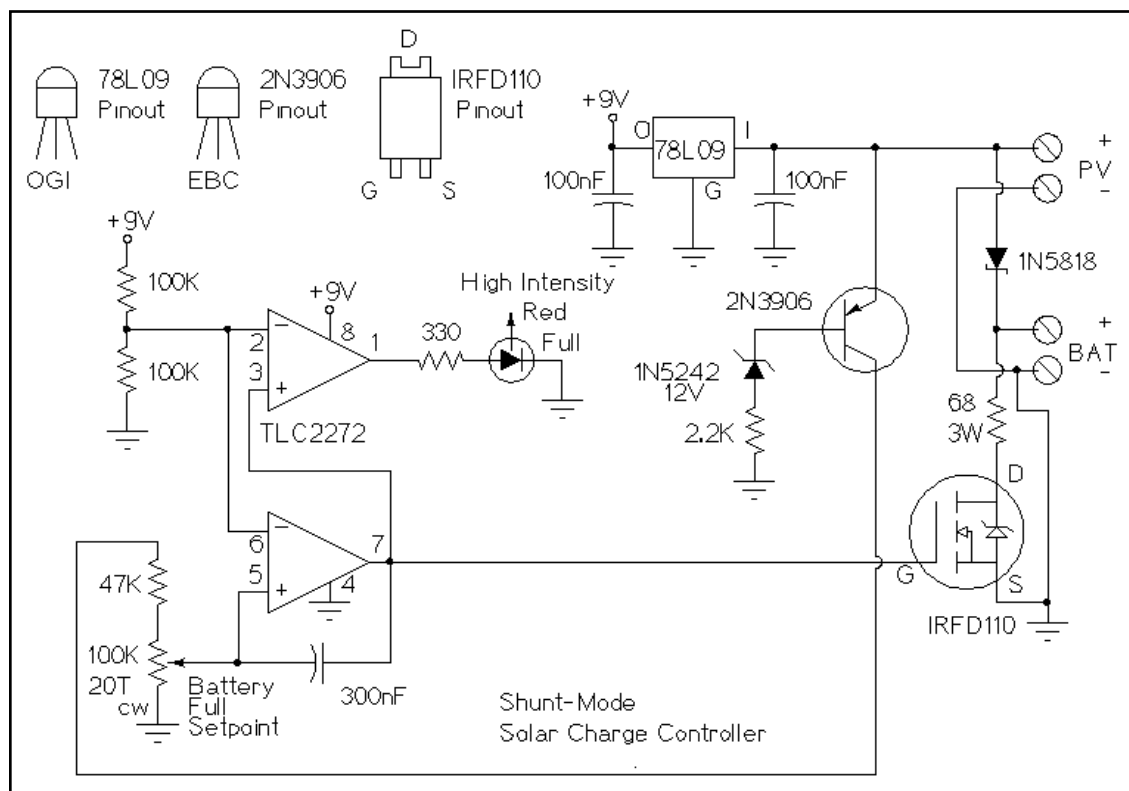 78L09
Pinout
OGI
2N3906
Pinout
EBC
D
IRFD110
Pinout
G
S
+9V
O
78L09
I
G
100nF
100nF
+
PV
-
1N5818
+
BAT
-
+9V
100K
100K
+9V
2
-
8
1
3
+
TLC2272
330
High Intensity
Red
Full
2N3906
1N5242
12V
2.2K
68
3W
D
G
S
IRFD110
6
-
7
5
+
4
47K
100K
20T
cw
Battery
Full
Setpoint
300nF
Shunt-Mode
Solar Charge Controller